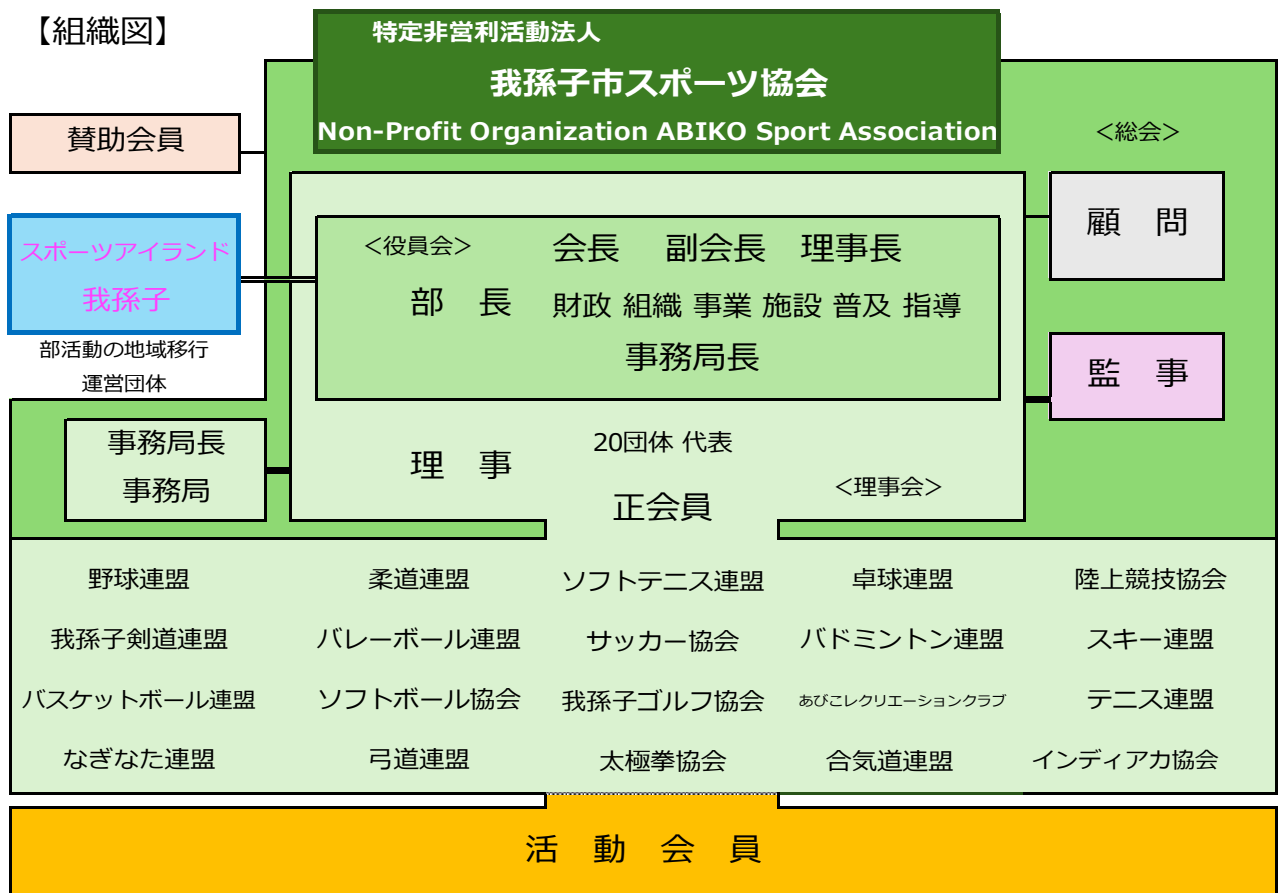 【組織図】
特定非営利活動法人
我孫子市スポーツ協会
Non-Profit Organization ABIKO Sport Association
<総会>
賛助会員
スポーツアイランド
我孫子
部活動の地域移行
運営団体
<役員会> 会長 副会長 理事長
部 長 財政 組織 事業 施設 普及 指導
事務局長
顧 問
監 事
事務局長
事務局
理 事
20団体 代表
正会員
<理事会>
野球連盟 柔道連盟 ソフトテニス連盟 卓球連盟 陸上競技協会
我孫子剣道連盟 バレーボール連盟 サッカー協会 バドミントン連盟 スキー連盟
バスケットボール連盟 ソフトボール協会 我孫子ゴルフ協会 あびこレクリエーションクラブ テニス連盟
なぎなた連盟 弓道連盟 太極拳協会 合気道連盟 インディアカ協会
活 動 会 員